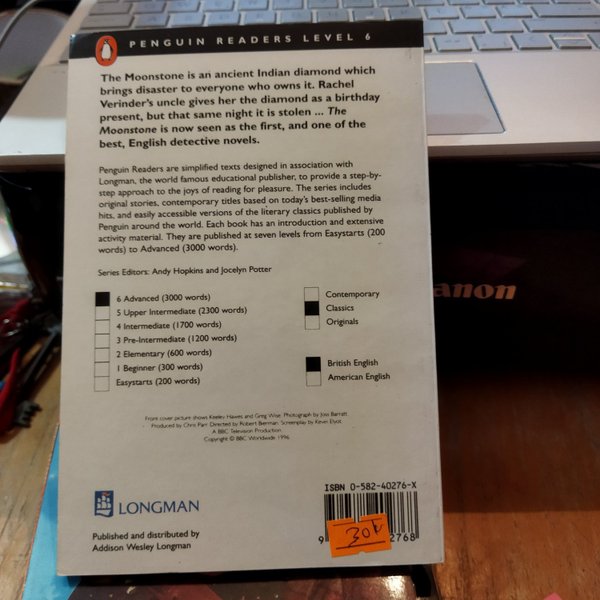 PENGUIN READERS LEVEL 6
The Moonstone is an ancient Indian diamond which
brings disaster to everyone who owns it. Rachel
Verinder's uncle gives her the diamond as a birthday
present, but that same night it is stolen ... The
Moonstone is now seen as the first, and one of the
best, English detective novels.
Penguin Readers are simplified texts designed in association with
Longman, the world famous educational publisher, to provide a step-by-
step approach to the joys of reading for pleasure. The series includes
original stories, contemporary titles based on today's best-selling media
hits, and easily accessible versions of the literary classics published by
Penguin around the world. Each book has an introduction and extensive
activity material. They are published at seven levels from Easystarts (200
words) to Advanced (3000 words).
Series Editors: Andy Hopkins and Jocelyn Potter
6 Advanced (3000 words)
5 Upper Intermediate (2300 words)
4 Intermediate (1700 words)
3 Pre-Intermediate (1200 words)
2 Elementary (600 words)
1 Beginner (300 words)
Easystarts (200 words)
Contemporary
Classics
Originals
British English
American English
Front cover picture shows Keeley Hawes and Greg Wise. Photograph by Joss Barratt
Produced by Chris Parr. Directed by Robert Bierman. Screenplay by Kevin Elyot
A BBC Television Production.
Copyright © BBC Worldwide 1996
LONGMAN
Published and distributed by
Addison Wesley Longman
ISBN 0-582-40276-X
9
2768
anon